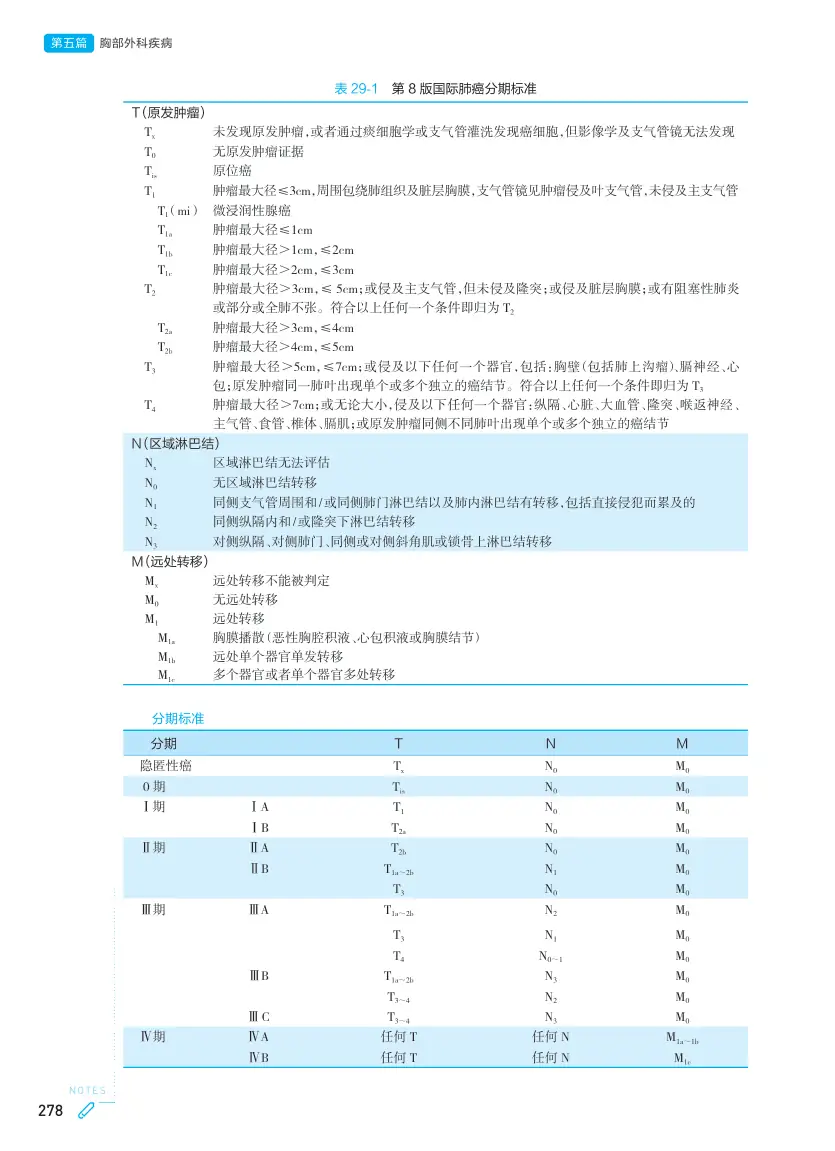 第五篇 胸部外科疾病
表 29-1 第 8 版国际肺癌分期标准
T(原发肿瘤)
Tx 未发现原发肿瘤,或者通过痰细胞学或支气管灌洗发现癌细胞,但影像学及支气管镜无法发现
T0 无原发肿瘤证据
Tis 原位癌
T1 肿瘤最大径≤3cm,周围包绕肺组织及脏层胸膜,支气管镜见肿瘤侵及叶支气管,未侵及主支气管
T1(mi) 微浸润性腺癌
T1a 肿瘤最大径≤1cm
T1b 肿瘤最大径>1cm,≤2cm
T1c 肿瘤最大径>2cm,≤3cm
T2 肿瘤最大径>3cm,≤ 5cm;或侵及主支气管,但未侵及隆突;或侵及脏层胸膜;或有阻塞性肺炎
或部分或全肺不张。符合以上任何一个条件即归为 T2
T2a 肿瘤最大径>3cm,≤4cm
T2b 肿瘤最大径>4cm,≤5cm
T3 肿瘤最大径>5cm,≤7cm;或侵及以下任何一个器官,包括:胸壁(包括肺上沟瘤)、膈神经、心
包;原发肿瘤同一肺叶出现单个或多个独立的癌结节。符合以上任何一个条件即归为 T3
T4 肿瘤最大径>7cm;或无论大小,侵及以下任何一个器官:纵隔、心脏、大血管、隆突、喉返神经、
主气管、食管、椎体、膈肌;或原发肿瘤同侧不同肺叶出现单个或多个独立的癌结节
N(区域淋巴结)
Nx 区域淋巴结无法评估
N0 无区域淋巴结转移
N1 同侧支气管周围和/或同侧肺门淋巴结以及肺内淋巴结有转移,包括直接侵犯而累及的
N2 同侧纵隔内和/或隆突下淋巴结转移
N3 对侧纵隔、对侧肺门、同侧或对侧斜角肌或锁骨上淋巴结转移
M(远处转移)
Mx 远处转移不能被判定
M0 无远处转移
M1 远处转移
M1a 胸膜播散(恶性胸腔积液、心包积液或胸膜结节)
M1b 远处单个器官单发转移
M1c 多个器官或者单个器官多处转移
分期标准
分期 T N M
隐匿性癌 Tx N0 M0
0 期 Tis N0 M0
Ⅰ期 ⅠA T1 N0 M0
ⅠB T2a N0 M0
Ⅱ期 ⅡA T2b N0 M0
ⅡB T1a~2b N1 M0
T3 N0 M0
Ⅲ期 ⅢA T1a~2b N2 M0
T3 N1 M0
T4 N0~1 M0
ⅢB T1a~2b N3 M0
T3~4 N2 M0
ⅢC T3~4 N3 M0
Ⅳ期 ⅣA 任何 T 任何 N M1a~1b
ⅣB 任何 T 任何 N M1c
NOTES
278